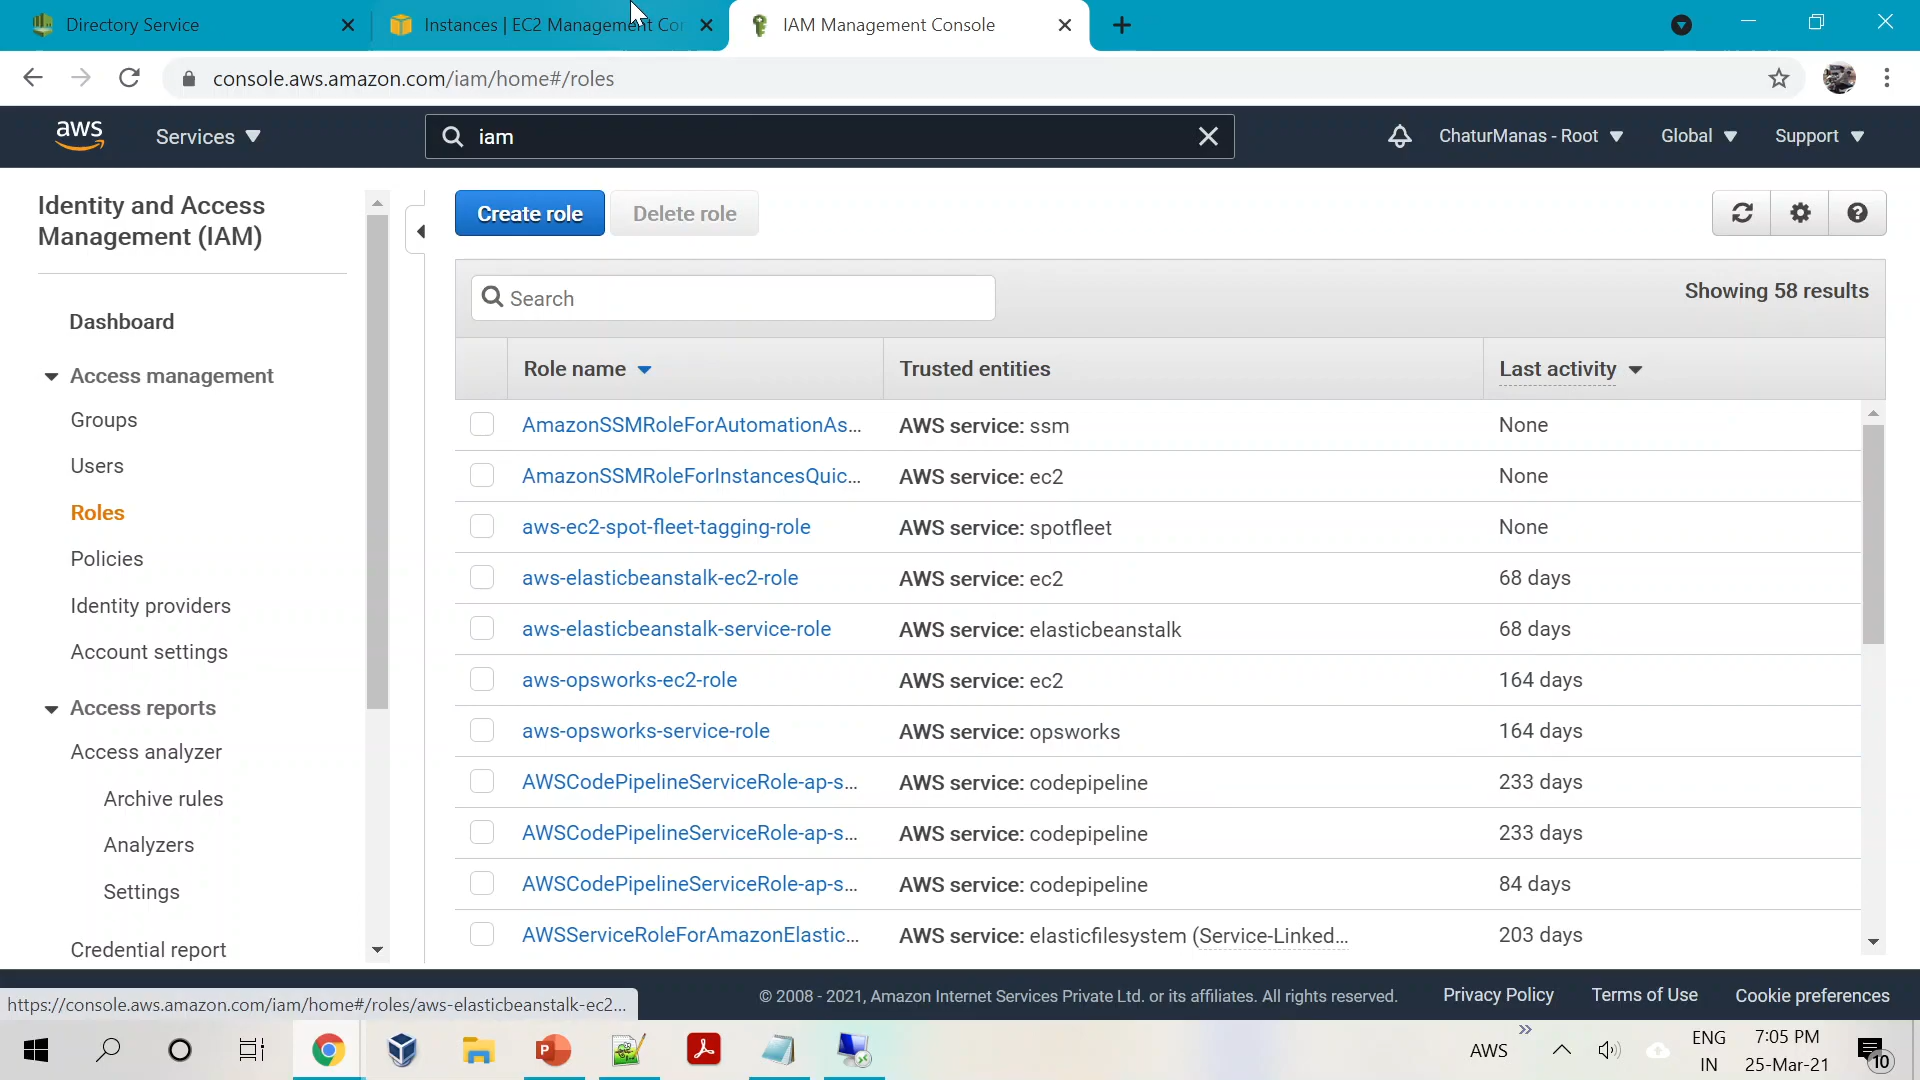 Directory Service
Instances | EC2 Management Co
IAM Management Console
console.aws.amazon.com/iam/home#/roles
aws
Services
iam
ChaturManas - Root
Global
Support
Identity and Access
Management (IAM)
Dashboard
Access management
Groups
Users
Roles
Policies
Identity providers
Account settings
Access reports
Access analyzer
Archive rules
Analyzers
Settings
Credential report
Create role
Delete role
Search
Showing 58 results
Role name
Trusted entities
Last activity
AmazonSSMRoleForAutomationAs...
AWS service: ssm
None
AmazonSSMRoleForInstancesQuic...
AWS service: ec2
None
aws-ec2-spot-fleet-tagging-role
AWS service: spotfleet
None
aws-elasticbeanstalk-ec2-role
AWS service: ec2
68 days
aws-elasticbeanstalk-service-role
AWS service: elasticbeanstalk
68 days
aws-opsworks-ec2-role
AWS service: ec2
164 days
aws-opsworks-service-role
AWS service: opsworks
164 days
AWSCodePipelineServiceRole-ap-s...
AWS service: codepipeline
233 days
AWSCodePipelineServiceRole-ap-s...
AWS service: codepipeline
233 days
AWSCodePipelineServiceRole-ap-s...
AWS service: codepipeline
84 days
AWSServiceRoleForAmazonElastic...
AWS service: elasticfilesystem (Service-Linked...
203 days
https://console.aws.amazon.com/iam/home#/roles/aws-elasticbeanstalk-ec2...
© 2008 - 2021, Amazon Internet Services Private Ltd. or its affiliates. All rights reserved.
Privacy Policy
Terms of Use
Cookie preferences
AWS
ENG
IN
7:05 PM
25-Mar-21
10